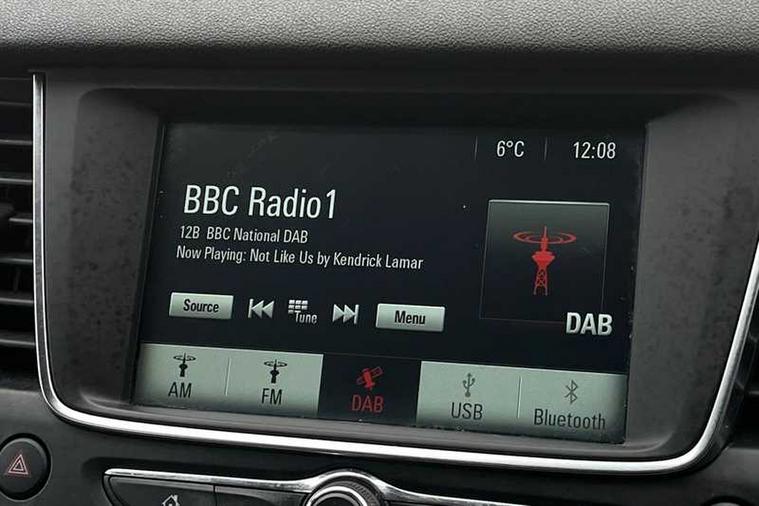 6°C 12:08
BBC Radio1
12B BBC National DAB
Now Playing: Not Like Us by Kendrick Lamar
Source Tune Menu
DAB
AM FM DAB USB Bluetooth